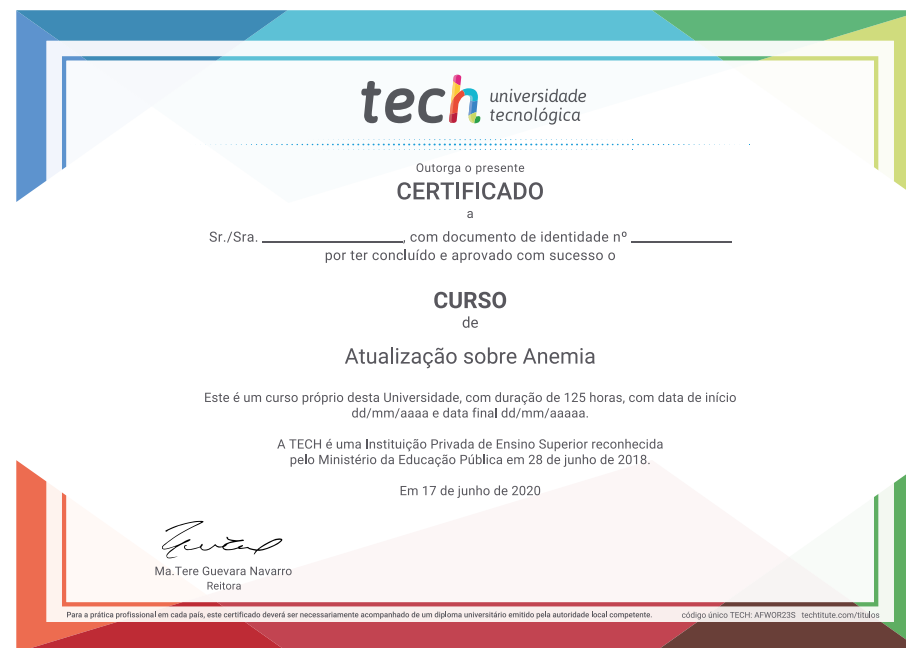 tech universidade
tecnológica
Outorga o presente
CERTIFICADO
a
Sr./Sra. ____________________, com documento de identidade nº ______________
por ter concluído e aprovado com sucesso o
CURSO
de
Atualização sobre Anemia
Este é um curso próprio desta Universidade, com duração de 125 horas, com data de início
dd/mm/aaaa e data final dd/mm/aaaaa.
A TECH é uma Instituição Privada de Ensino Superior reconhecida
pelo Ministério da Educação Pública em 28 de junho de 2018.
Em 17 de junho de 2020
Ma.Tere Guevara Navarro
Reitora
Para a prática profissional em cada país, este certificado deverá ser necessariamente acompanhado de um diploma universitário emitido pela autoridade local competente. código único TECH: AFWOR23S techtitute.com/títulos